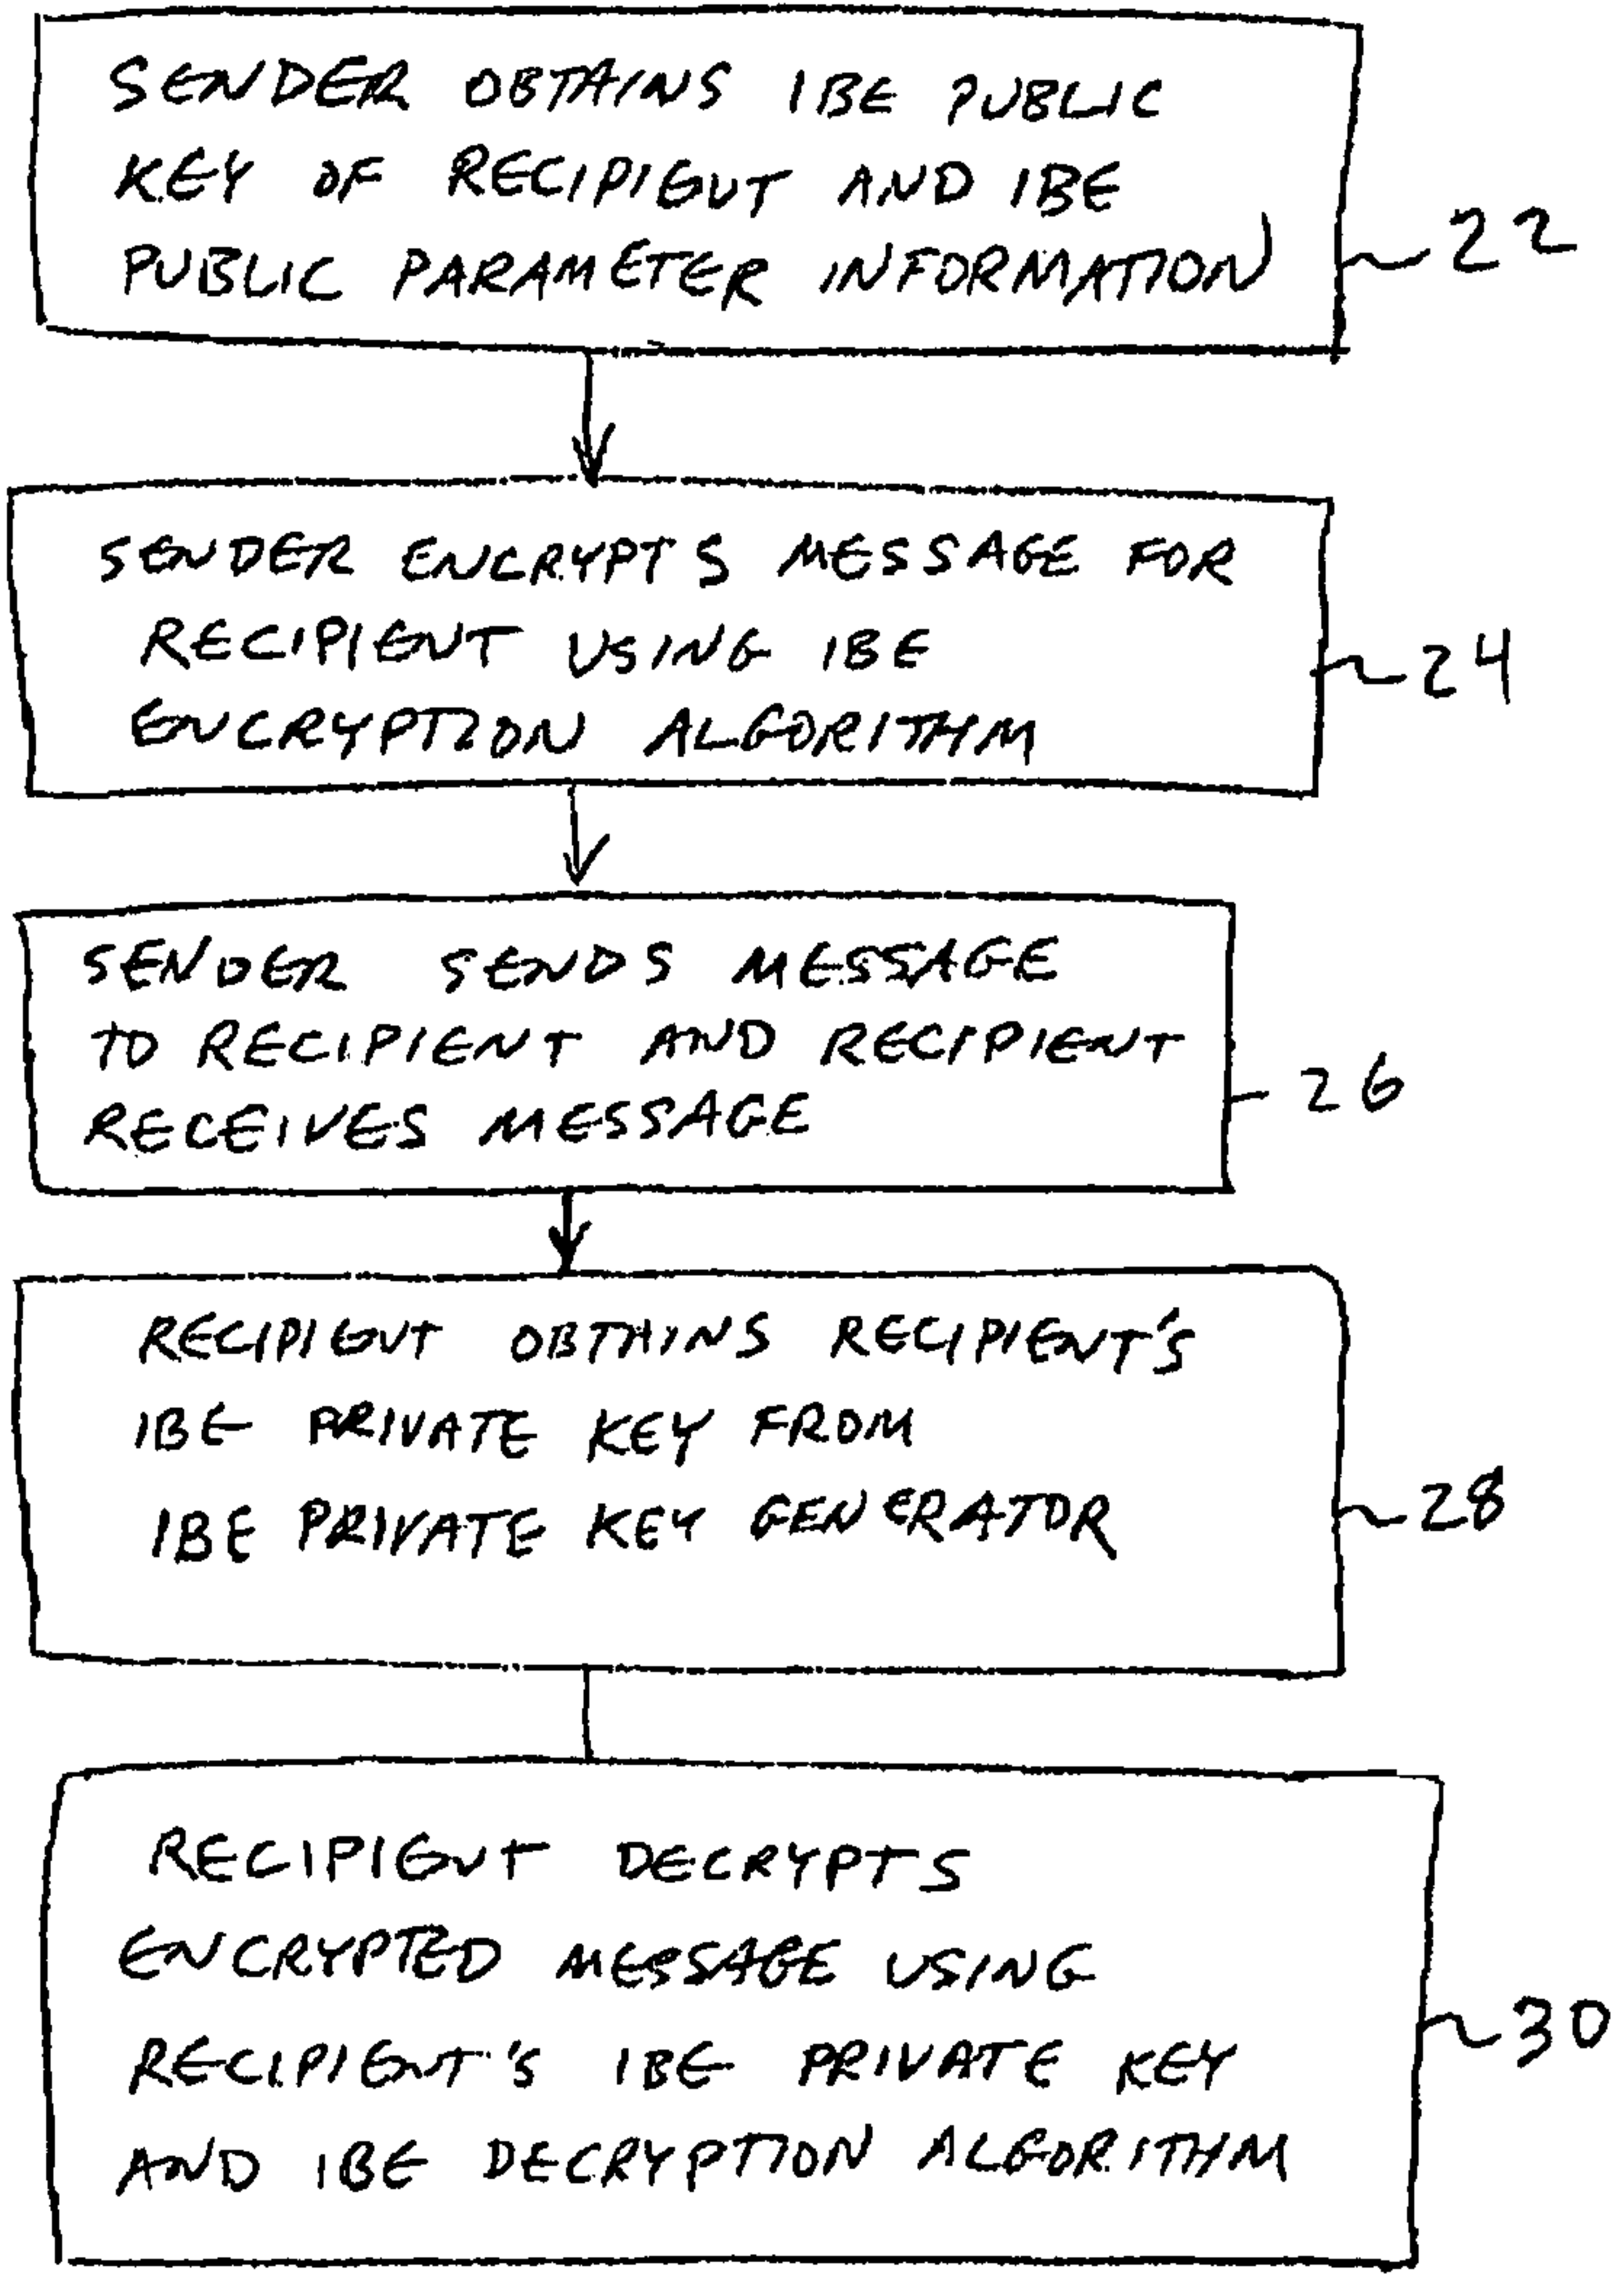 SENDER OBTAINS IBE PUBLIC
KEY OF RECIPIENT AND IBE
PUBLIC PARAMETER INFORMATION
22
SENDER ENCRYPTS MESSAGE FOR
RECIPIENT USING IBE
ENCRYPTION ALGORITHM
24
SENDER SENDS MESSAGE
TO RECIPIENT AND RECIPIENT
RECEIVES MESSAGE
26
RECIPIENT OBTAINS RECIPIENT'S
IBE PRIVATE KEY FROM
IBE PRIVATE KEY GENERATOR
28
RECIPIENT DECRYPTS
ENCRYPTED MESSAGE USING
RECIPIENT'S IBE PRIVATE KEY
AND IBE DECRYPTION ALGORITHM
30